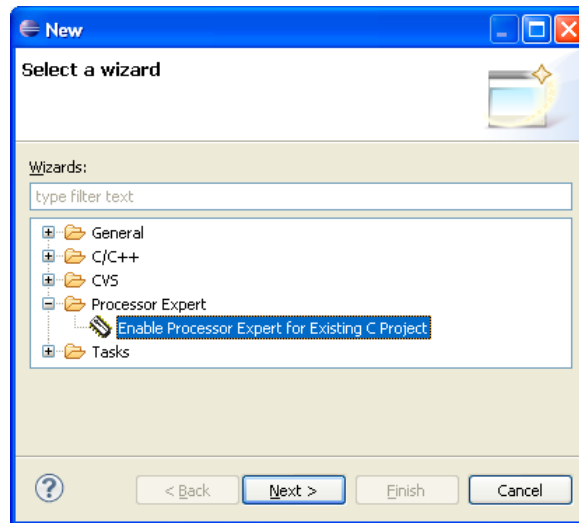 New
Select a wizard
Wizards:
type filter text
General
C/C++
CVS
Processor Expert
Enable Processor Expert for Existing C Project
Tasks
? < Back Next > Finish Cancel